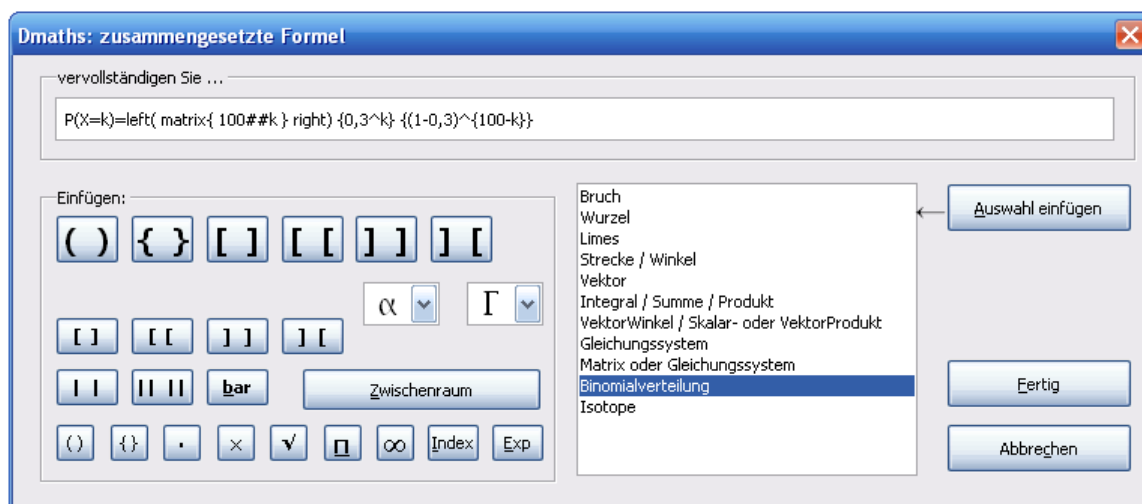 Dmaths: zusammengesetzte Formel
vervollständigen Sie ...
P(X=k)=left( matrix{ 100##k } right) {0,3^k} {(1-0,3)^{100-k}}
Einfügen:
( ) { } [ ] [ [ ] ] ] [
α Γ
[ ] [ [ ] ] ] [
| | || || bar Zwischenraum
() {} · × √ ∏ ∞ Index Exp
Bruch
Wurzel
Limes
Strecke / Winkel
Vektor
Integral / Summe / Produkt
VektorWinkel / Skalar- oder VektorProdukt
Gleichungssystem
Matrix oder Gleichungssystem
Binomialverteilung
Isotope
← Auswahl einfügen
Fertig
Abbrechen